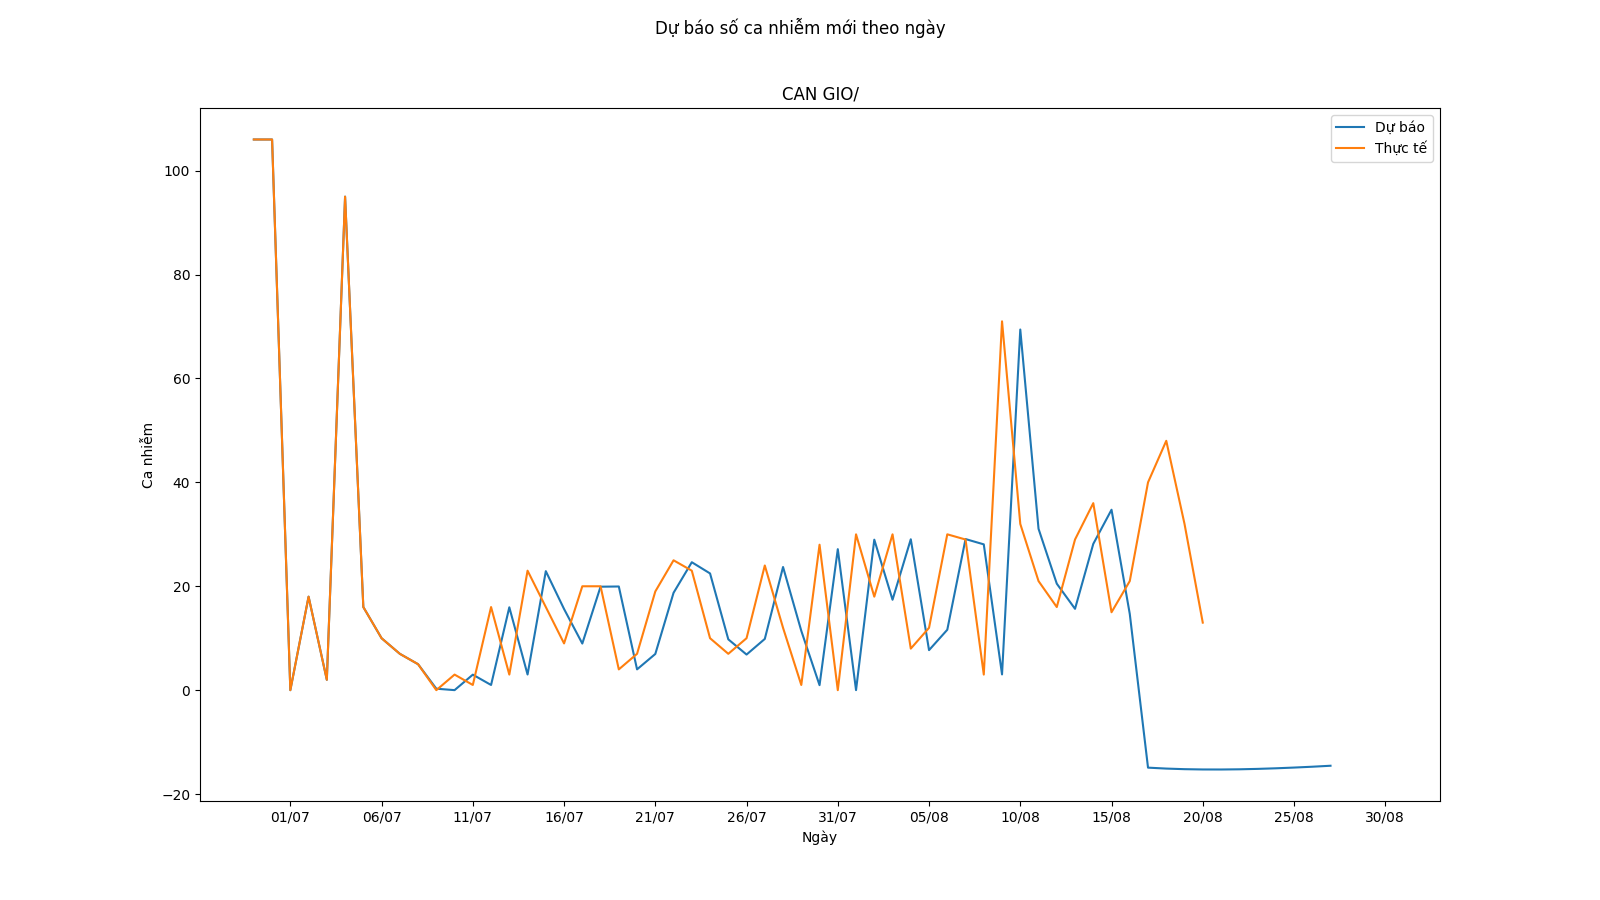 Dự báo số ca nhiễm mới theo ngày
CAN GIO/
Dự báo
Thực tế
100
80
60
40
20
0
−20
Ca nhiễm
01/07 06/07 11/07 16/07 21/07 26/07 31/07 05/08 10/08 15/08 20/08 25/08 30/08
Ngày